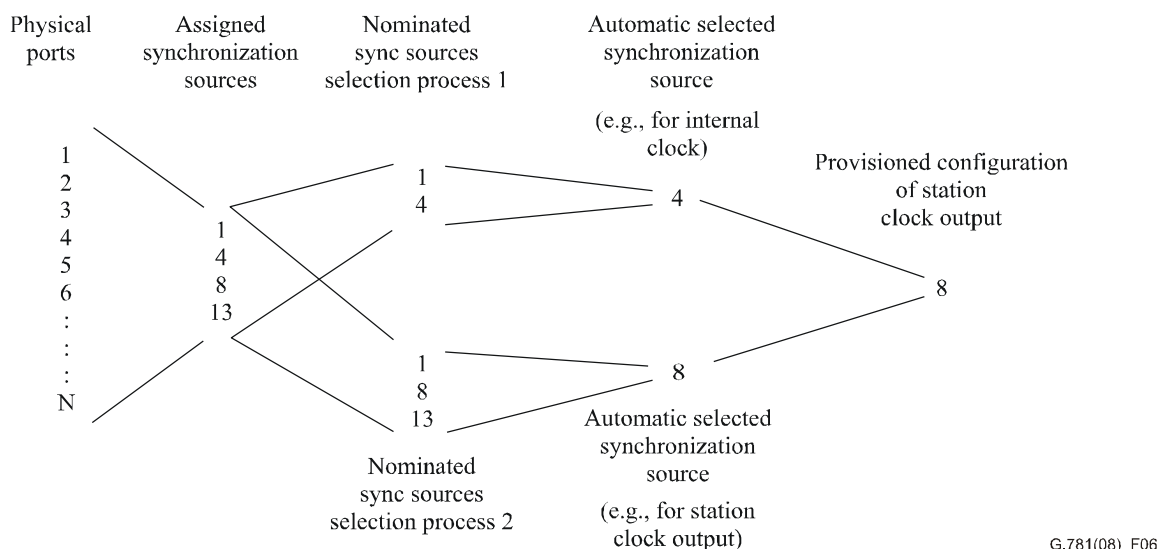 Physical
ports
Assigned
synchronization
sources
Nominated
sync sources
selection process 1
Automatic selected
synchronization
source
(e.g., for internal
clock)
Provisioned configuration
of station
clock output
1
2
3
4
5
6
:
:
:
N
1
4
8
13
1
4
4
8
1
8
13
8
Nominated
sync sources
selection process 2
Automatic selected
synchronization
source
(e.g., for station
clock output)
G.781(08)_F06